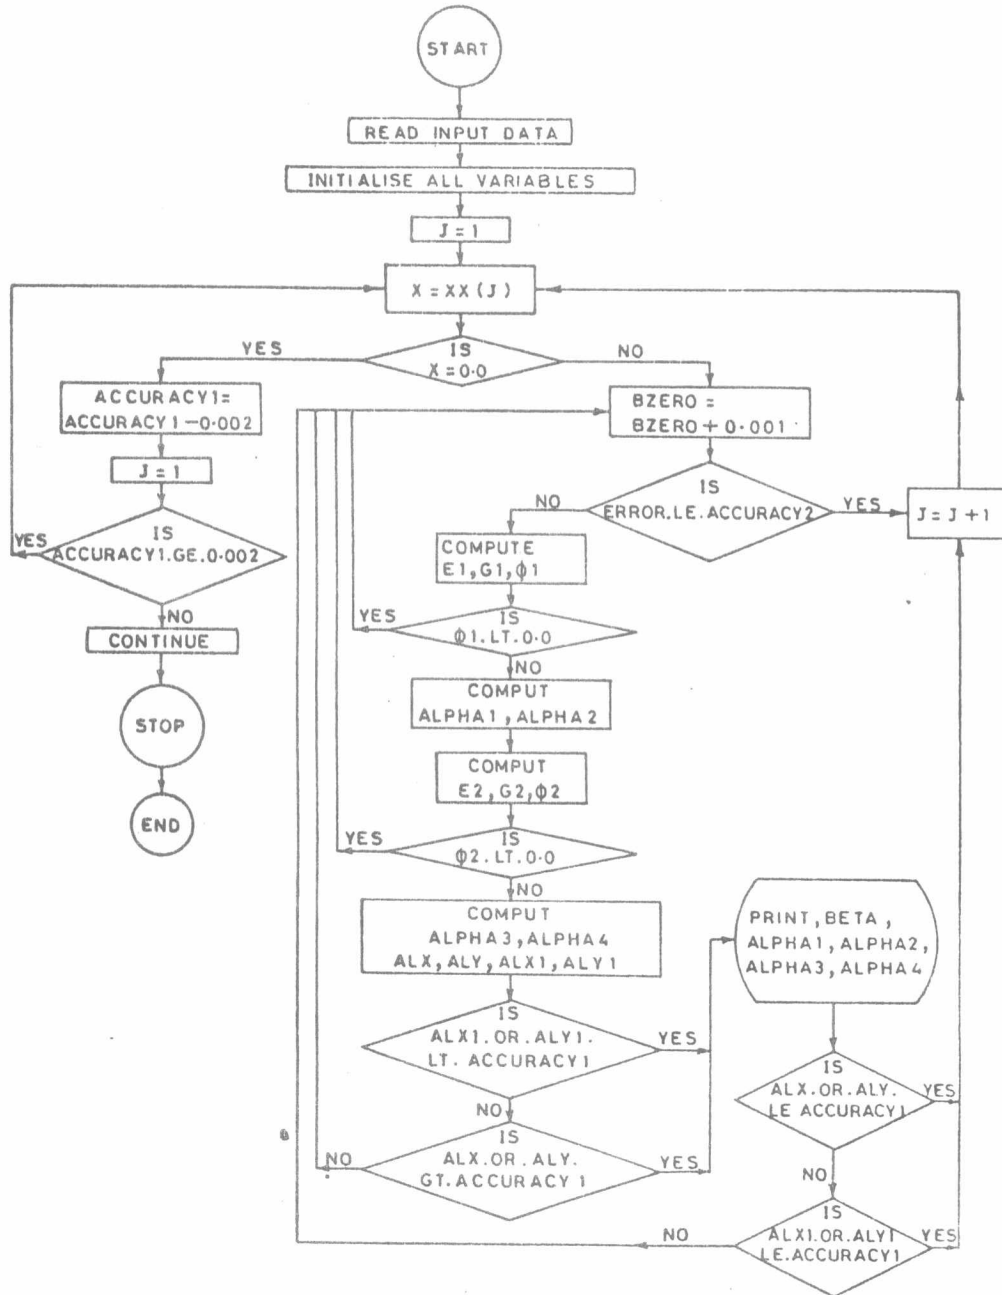 START
READ INPUT DATA
INITIALISE ALL VARIABLES
J = 1
X = XX(J)
IS
X = 0·0
YES
NO
ACCURACY1=
ACCURACY1-0·002
J = 1
IS
ACCURACY1.GE.0·002
YES
NO
CONTINUE
STOP
END
BZERO =
BZERO + 0·001
IS
ERROR.LE.ACCURACY2
NO
YES
J = J + 1
COMPUTE
E1,G1,ϕ1
IS
ϕ1.LT.0·0
YES
NO
COMPUT
ALPHA1,ALPHA2
COMPUT
E2,G2,ϕ2
IS
ϕ2.LT.0·0
YES
NO
COMPUT
ALPHA3,ALPHA4
ALX,ALY,ALX1,ALY1
IS
ALX1.OR.ALY1.
LT.ACCURACY1
YES
NO
IS
ALX.OR.ALY.
GT.ACCURACY1
NO
YES
PRINT,BETA,
ALPHA1,ALPHA2,
ALPHA3,ALPHA4
IS
ALX.OR.ALY.
LE ACCURACY1
YES
NO
IS
ALX1.OR.ALY1
LE.ACCURACY1
NO
YES